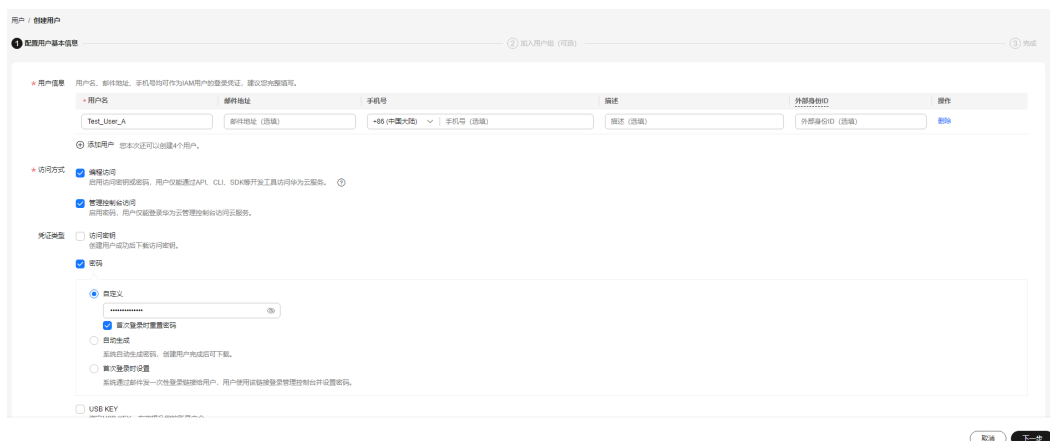 用户 / 创建用户
1 配置用户基本信息
2 加入用户组（可选）
3 完成
* 用户信息 用户名、邮件地址、手机号均可作为IAM用户的登录凭证，建议您完整填写。
* 用户名 邮件地址 手机号 描述 外部身份ID 操作
Test_User_A 邮件地址（选填） +86 (中国大陆) 手机号（选填） 描述（选填） 外部身份ID（选填） 删除
添加用户 您本次还可以创建4个用户。
* 访问方式 编程访问
启用访问密钥或密码，用户仅能通过API、CLI、SDK等开发工具访问华为云服务。
管理控制台访问
启用密码，用户仅能登录华为云管理控制台访问云服务。
凭证类型 访问密钥
创建用户成功后下载访问密钥。
密码
自定义
••••••••••••••
首次登录时重置密码
自动生成
系统自动生成密码，创建用户完成后可下载。
首次登录时设置
系统通过邮件发一次性登录链接给用户，用户使用该链接登录管理控制台并设置密码。
USB KEY
取消 下一步